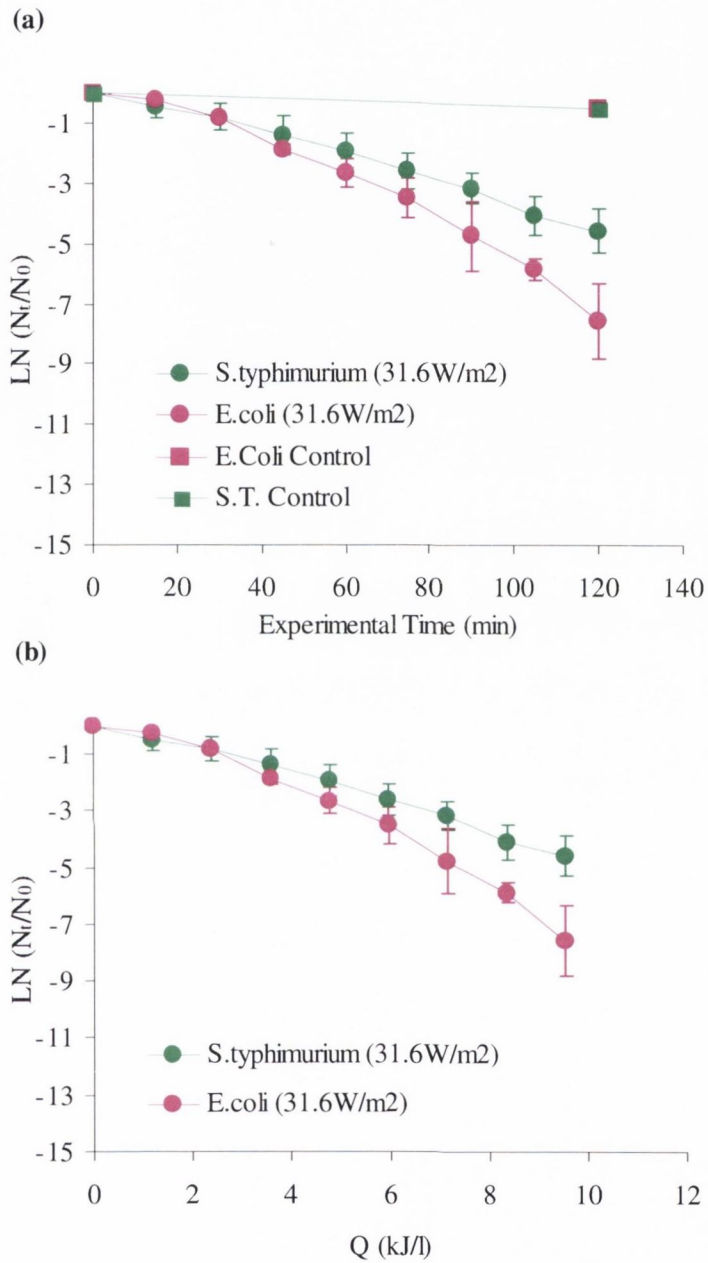 (a)
-1
-3
-5
-7
-9
-11
-13
-15
LN (Nt/N0)
S.typhimurium (31.6W/m2)
E.coli (31.6W/m2)
E.Coli Control
S.T. Control
0 20 40 60 80 100 120 140
Experimental Time (min)
(b)
-1
-3
-5
-7
-9
-11
-13
-15
LN (Nt/N0)
S.typhimurium (31.6W/m2)
E.coli (31.6W/m2)
0 2 4 6 8 10 12
Q (kJ/l)